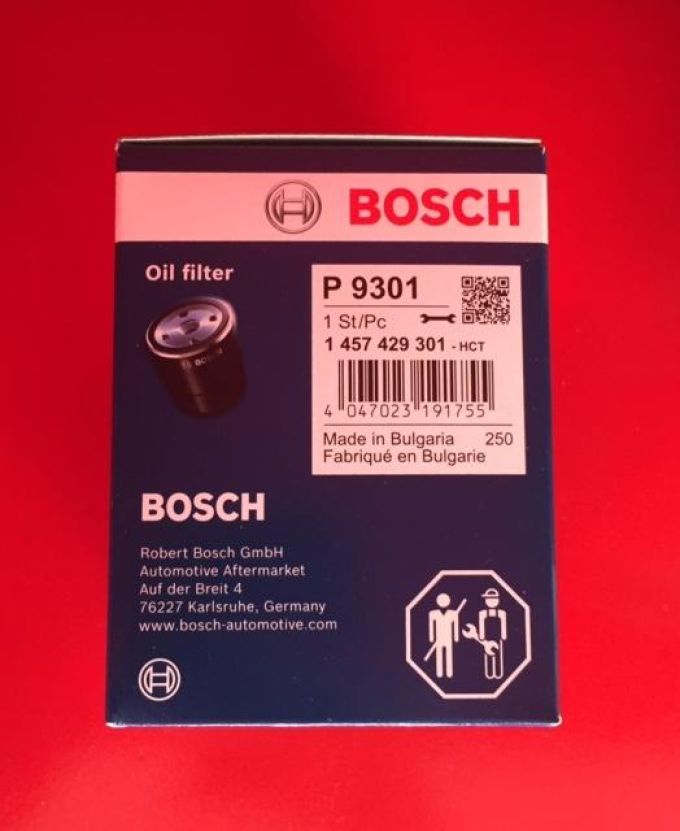 BOSCH
Oil filter
P 9301
1 St/Pc
1 457 429 301 - HCT
4 047023 191755
Made in Bulgaria 250
Fabriqué en Bulgarie
BOSCH
BOSCH
Robert Bosch GmbH
Automotive Aftermarket
Auf der Breit 4
76227 Karlsruhe, Germany
www.bosch-automotive.com